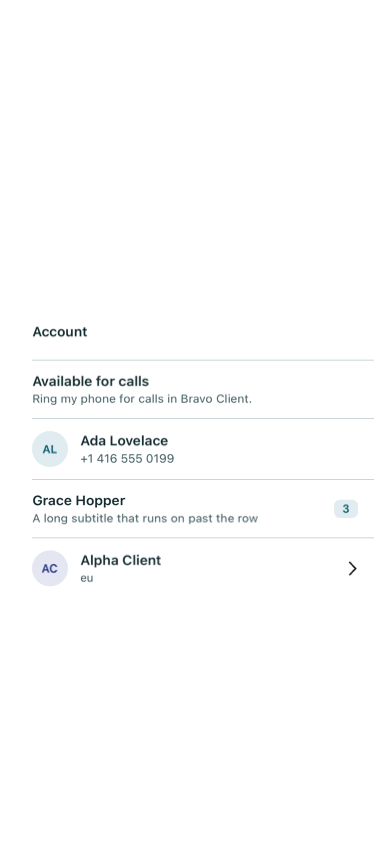 Account
Available for calls
Ring my phone for calls in Bravo Client.
AL
Ada Lovelace
+1 416 555 0199
Grace Hopper
A long subtitle that runs on past the row
3
AC
Alpha Client
eu